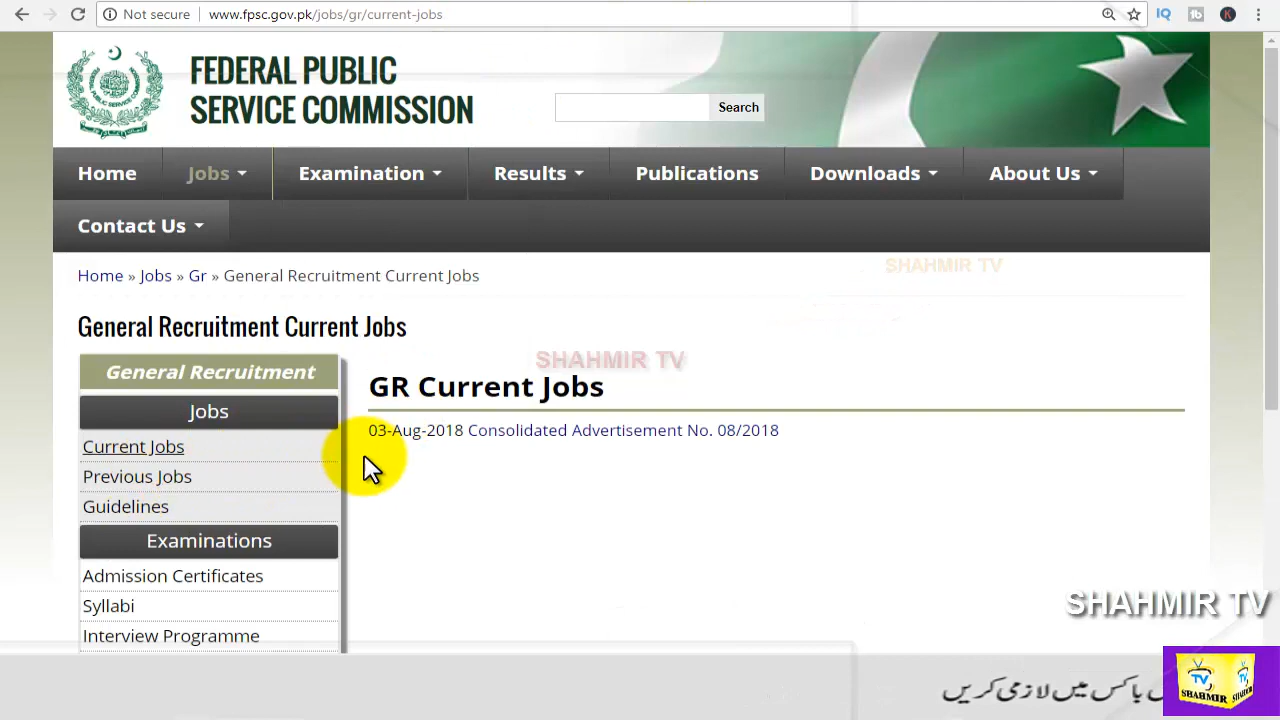 Not secure www.fpsc.gov.pk/jobs/gr/current-jobs
FEDERAL PUBLIC
SERVICE COMMISSION
Search
Home Jobs Examination Results Publications Downloads About Us
Contact Us
Home » Jobs » Gr » General Recruitment Current Jobs
SHAHMIR TV
General Recruitment Current Jobs
SHAHMIR TV
General Recruitment
GR Current Jobs
Jobs
03-Aug-2018 Consolidated Advertisement No. 08/2018
Current Jobs
Previous Jobs
Guidelines
Examinations
Admission Certificates
Syllabi
SHAHMIR TV
Interview Programme
باکس میں لازمی کریں
TV
SHAHMIR